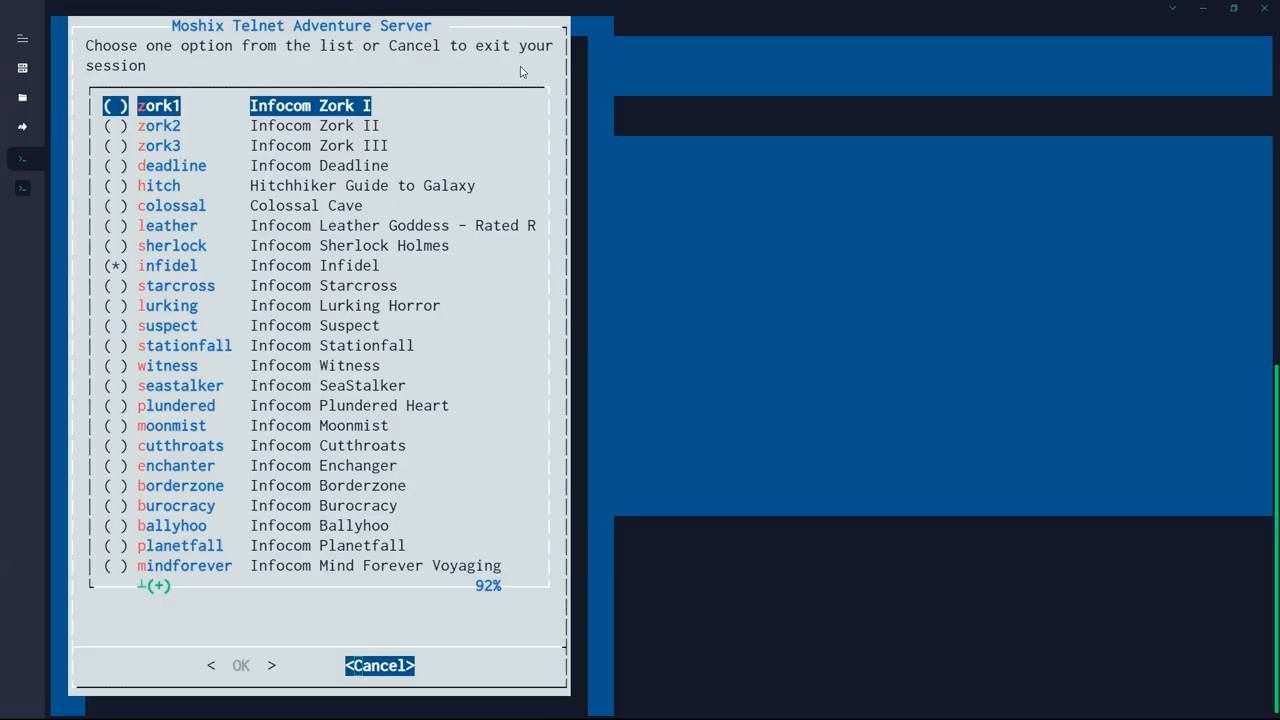 Moshix Telnet Adventure Server
Choose one option from the list or Cancel to exit your
session
( ) zork1 Infocom Zork I
( ) zork2 Infocom Zork II
( ) zork3 Infocom Zork III
( ) deadline Infocom Deadline
( ) hitch Hitchhiker Guide to Galaxy
( ) colossal Colossal Cave
( ) leather Infocom Leather Goddess - Rated R
( ) sherlock Infocom Sherlock Holmes
(*) infidel Infocom Infidel
( ) starcross Infocom Starcross
( ) lurking Infocom Lurking Horror
( ) suspect Infocom Suspect
( ) stationfall Infocom Stationfall
( ) witness Infocom Witness
( ) seastalker Infocom SeaStalker
( ) plundered Infocom Plundered Heart
( ) moonmist Infocom Moonmist
( ) cutthroats Infocom Cutthroats
( ) enchanter Infocom Enchanger
( ) borderzone Infocom Borderzone
( ) burocracy Infocom Burocracy
( ) ballyhoo Infocom Ballyhoo
( ) planetfall Infocom Planetfall
( ) mindforever Infocom Mind Forever Voyaging
┴(+) 92%
< OK > <Cancel>